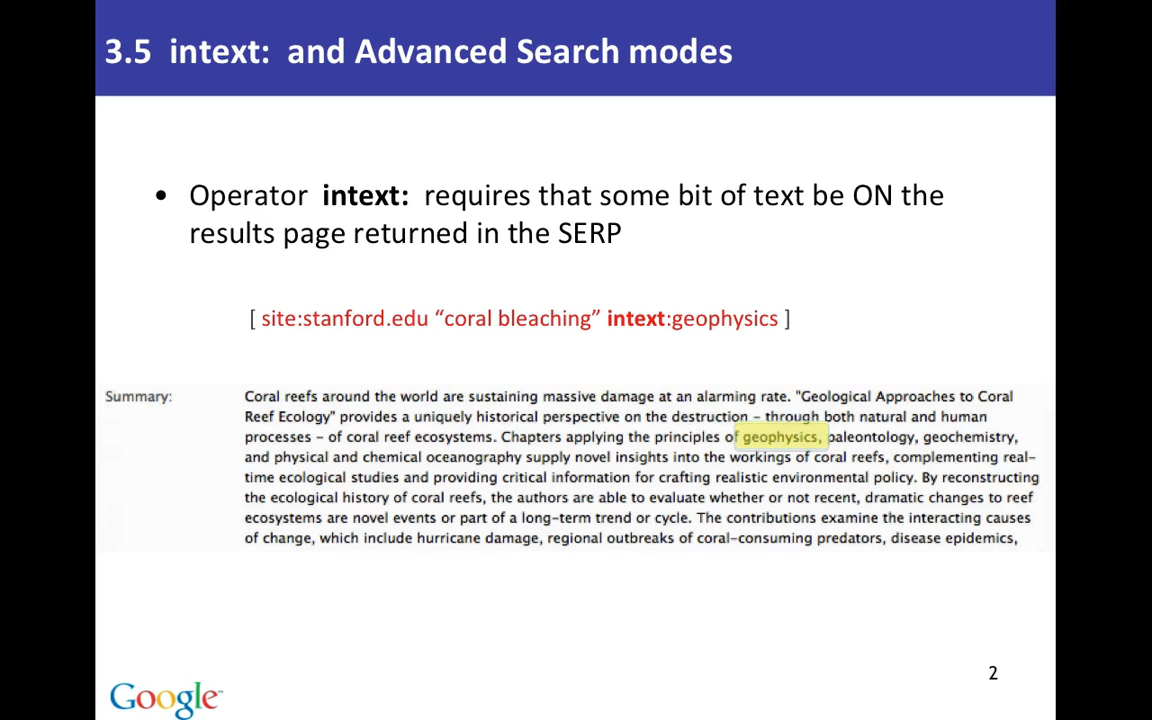 3.5 intext: and Advanced Search modes
• Operator intext: requires that some bit of text be ON the
results page returned in the SERP
[ site:stanford.edu “coral bleaching” intext:geophysics ]
Summary:
Coral reefs around the world are sustaining massive damage at an alarming rate. "Geological Approaches to Coral
Reef Ecology" provides a uniquely historical perspective on the destruction – through both natural and human
processes – of coral reef ecosystems. Chapters applying the principles of geophysics, paleontology, geochemistry,
and physical and chemical oceanography supply novel insights into the workings of coral reefs, complementing real-
time ecological studies and providing critical information for crafting realistic environmental policy. By reconstructing
the ecological history of coral reefs, the authors are able to evaluate whether or not recent, dramatic changes to reef
ecosystems are novel events or part of a long-term trend or cycle. The contributions examine the interacting causes
of change, which include hurricane damage, regional outbreaks of coral-consuming predators, disease epidemics,
2
Google™